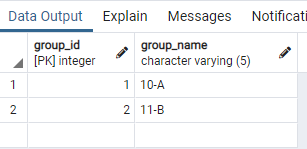 Data Output Explain Messages Notificati
group_id group_name
[PK] integer character varying (5)
1 1 10-A
2 2 11-B